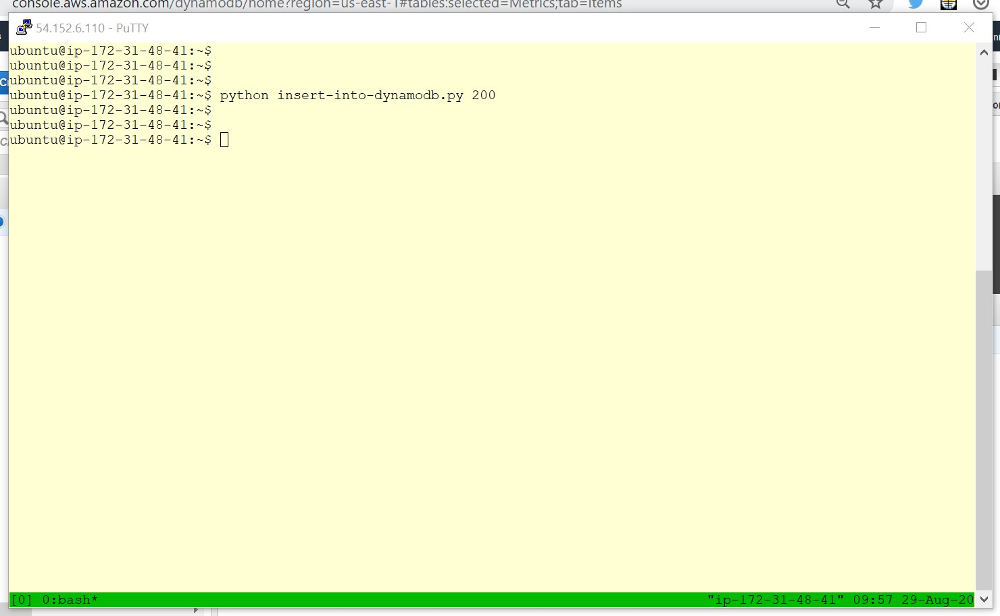 console.aws.amazon.com/dynamodb/home?region=us-east-1#tables:selected=Metrics;tab=items
54.152.6.110 - PuTTY
ubuntu@ip-172-31-48-41:~$
ubuntu@ip-172-31-48-41:~$
ubuntu@ip-172-31-48-41:~$
ubuntu@ip-172-31-48-41:~$ python insert-into-dynamodb.py 200
ubuntu@ip-172-31-48-41:~$
ubuntu@ip-172-31-48-41:~$
ubuntu@ip-172-31-48-41:~$
[0] 0:bash* "ip-172-31-48-41" 09:57 29-Aug-20